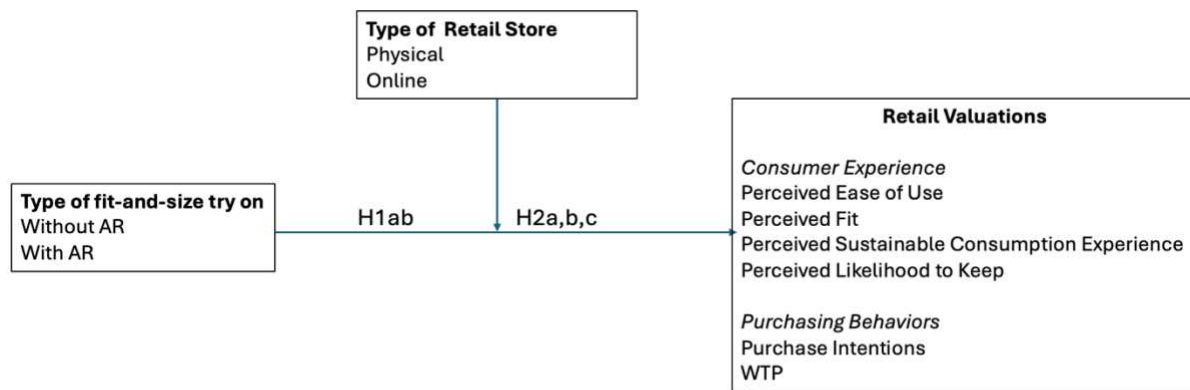 Type of Retail Store
Physical
Online
Type of fit-and-size try on
Without AR
With AR
H1ab
H2a,b,c
Retail Valuations
Consumer Experience
Perceived Ease of Use
Perceived Fit
Perceived Sustainable Consumption Experience
Perceived Likelihood to Keep
Purchasing Behaviors
Purchase Intentions
WTP